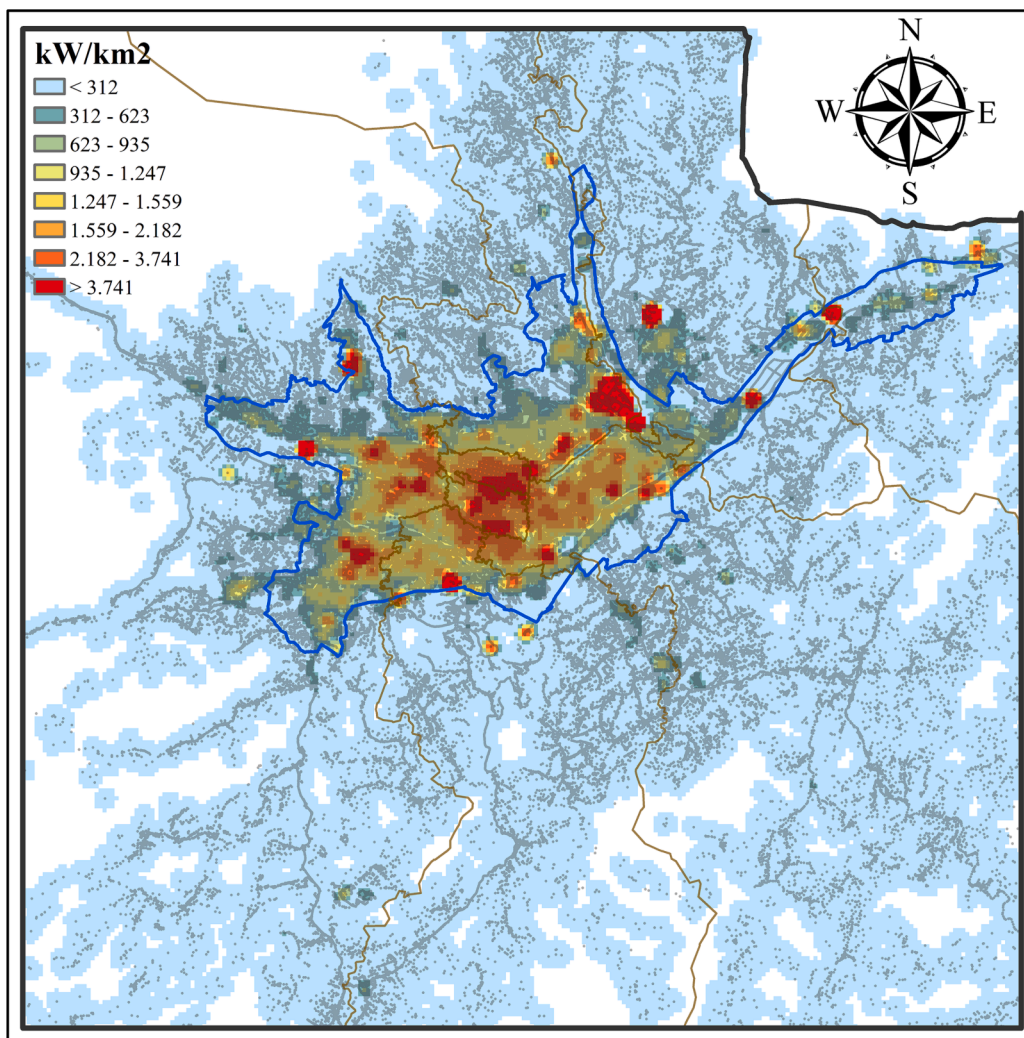 kW/km2
< 312
312 - 623
623 - 935
935 - 1.247
1.247 - 1.559
1.559 - 2.182
2.182 - 3.741
> 3.741
N
W
E
S